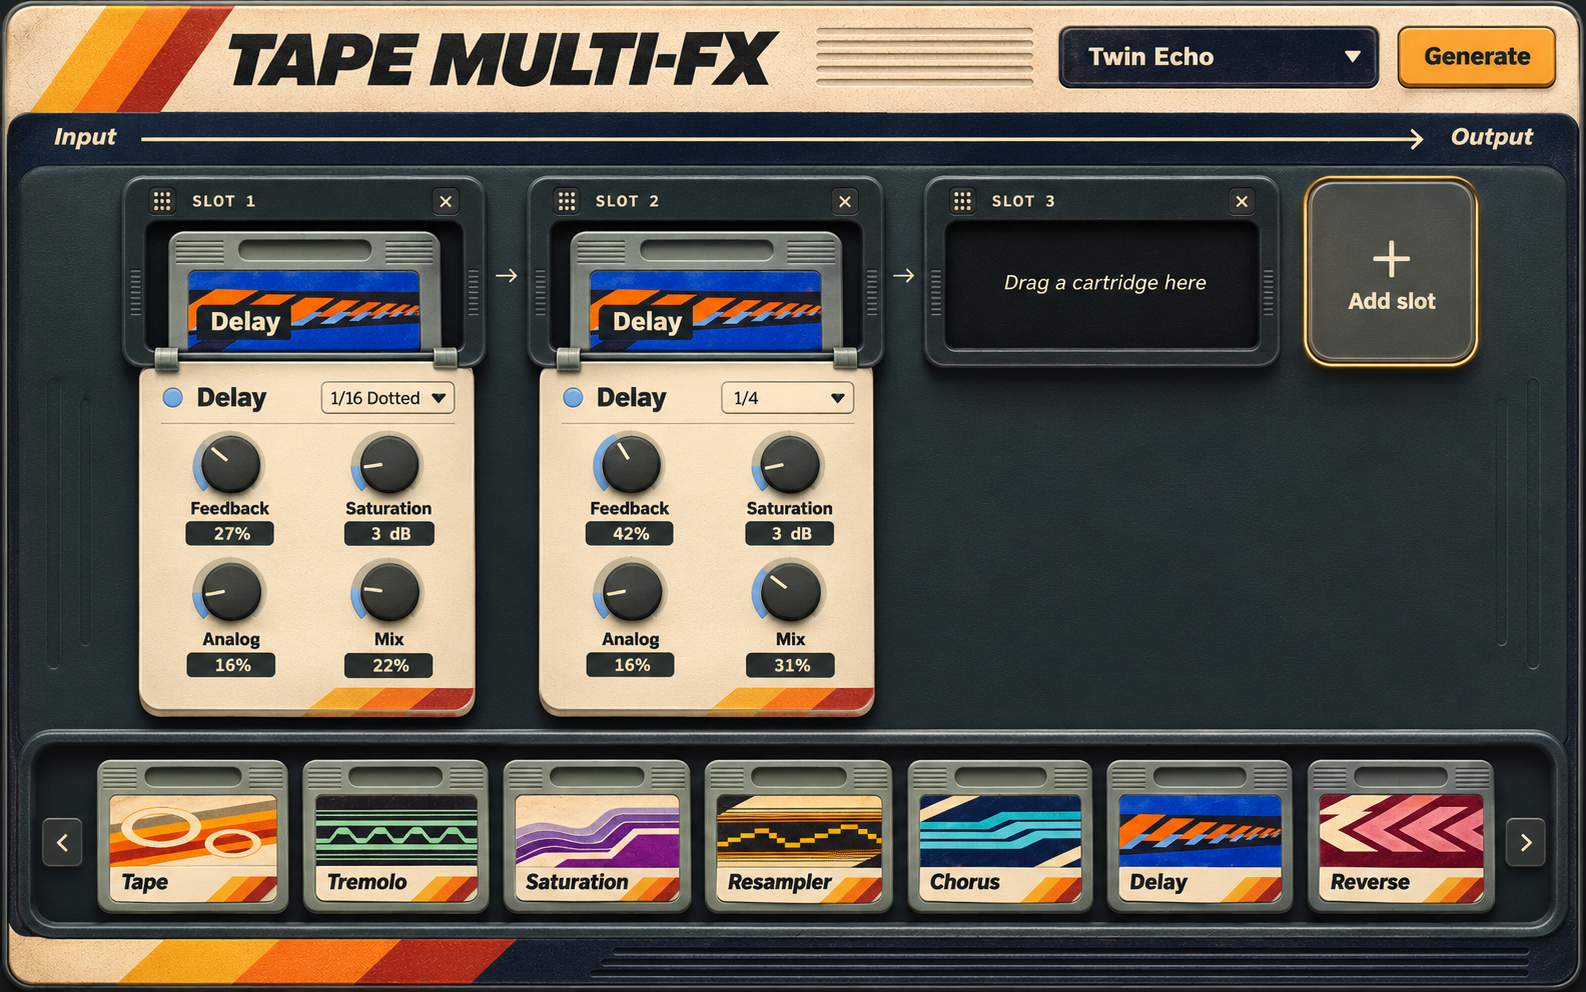 TAPE MULTI-FX
Twin Echo
Generate
Input
Output
SLOT 1
SLOT 2
SLOT 3
Delay
Delay
Drag a cartridge here
Add slot
Delay
1/16 Dotted
Feedback
Saturation
27%
3 dB
Analog
Mix
16%
22%
Delay
1/4
Feedback
Saturation
42%
3 dB
Analog
Mix
16%
31%
Tape
Tremolo
Saturation
Resampler
Chorus
Delay
Reverse